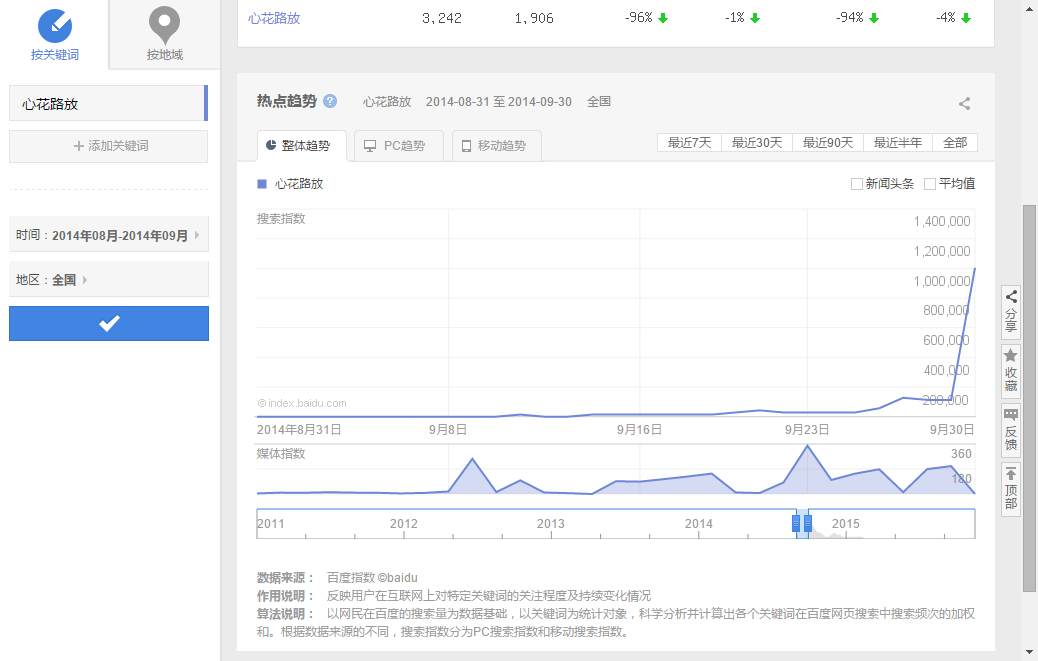 心花路放 3,242 1,906 -96% -1% -94% -4%
按关键词 按地域
心花路放
添加关键词
时间：2014年08月-2014年09月
地区：全国
热点趋势 ? 心花路放 2014-08-31 至 2014-09-30 全国
整体趋势 PC趋势 移动趋势 最近7天 最近30天 最近90天 最近半年 全部
心花路放 新闻头条 平均值
搜索指数
1,400,000
1,200,000
1,000,000
800,000
600,000
400,000
200,000
©index.baidu.com
2014年8月31日 9月8日 9月16日 9月23日 9月30日
媒体指数
360
180
2011 2012 2013 2014 2015
数据来源： 百度指数 ©baidu
作用说明： 反映用户在互联网上对特定关键词的关注程度及持续变化情况
算法说明： 以网民在百度的搜索量为数据基础，以关键词为统计对象，科学分析并计算出各个关键词在百度网页搜索中搜索频次的加权
和。根据数据来源的不同，搜索指数分为PC搜索指数和移动搜索指数。
分享
收藏
反馈
顶部